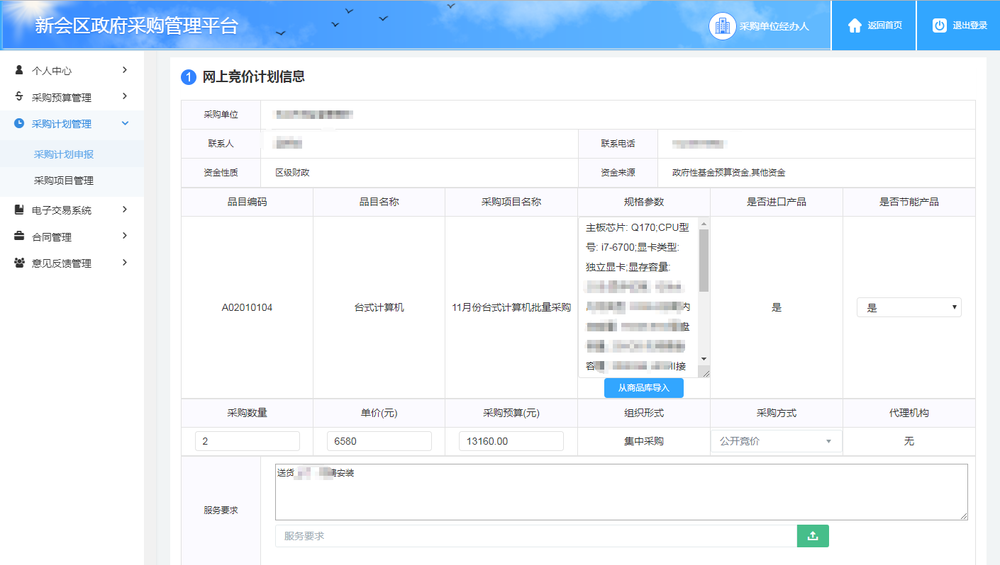 新会区政府采购管理平台
采购单位经办人
返回首页
退出登录
个人中心
采购预算管理
采购计划管理
采购计划申报
采购项目管理
电子交易系统
合同管理
意见反馈管理
1 网上竞价计划信息
采购单位
联系人
联系电话
资金性质 区级财政 资金来源 政府性基金预算资金,其他资金
品目编码 品目名称 采购项目名称 规格参数 是否进口产品 是否节能产品
主板芯片: Q170;CPU型
号: i7-6700;显卡类型:
独立显卡;显存容量:
内
A02010104 台式计算机 11月份台式计算机批量采购 是 是
盘
容 II接
从商品库导入
采购数量 单价(元) 采购预算(元) 组织形式 采购方式 代理机构
2 6580 13160.00 集中采购 公开竞价 无
送货 安装
服务要求
服务要求